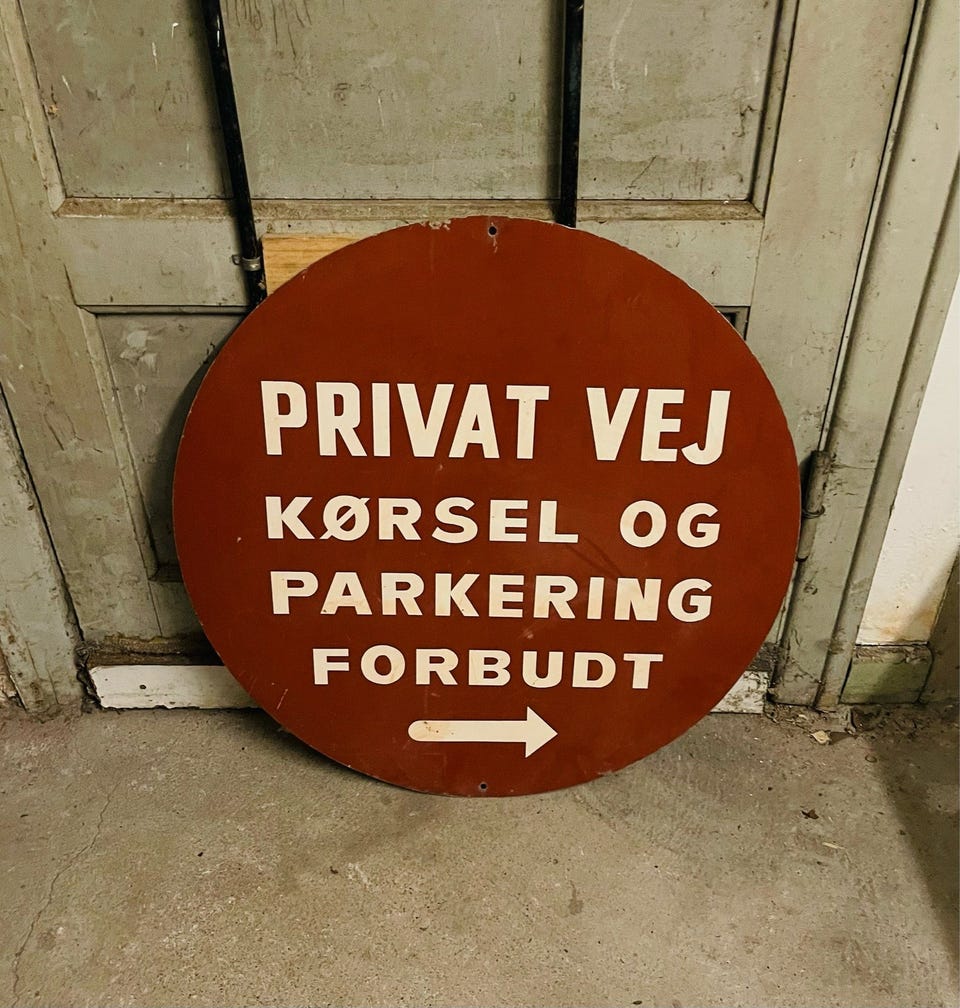 PRIVAT VEJ
KØRSEL OG
PARKERING
FORBUDT